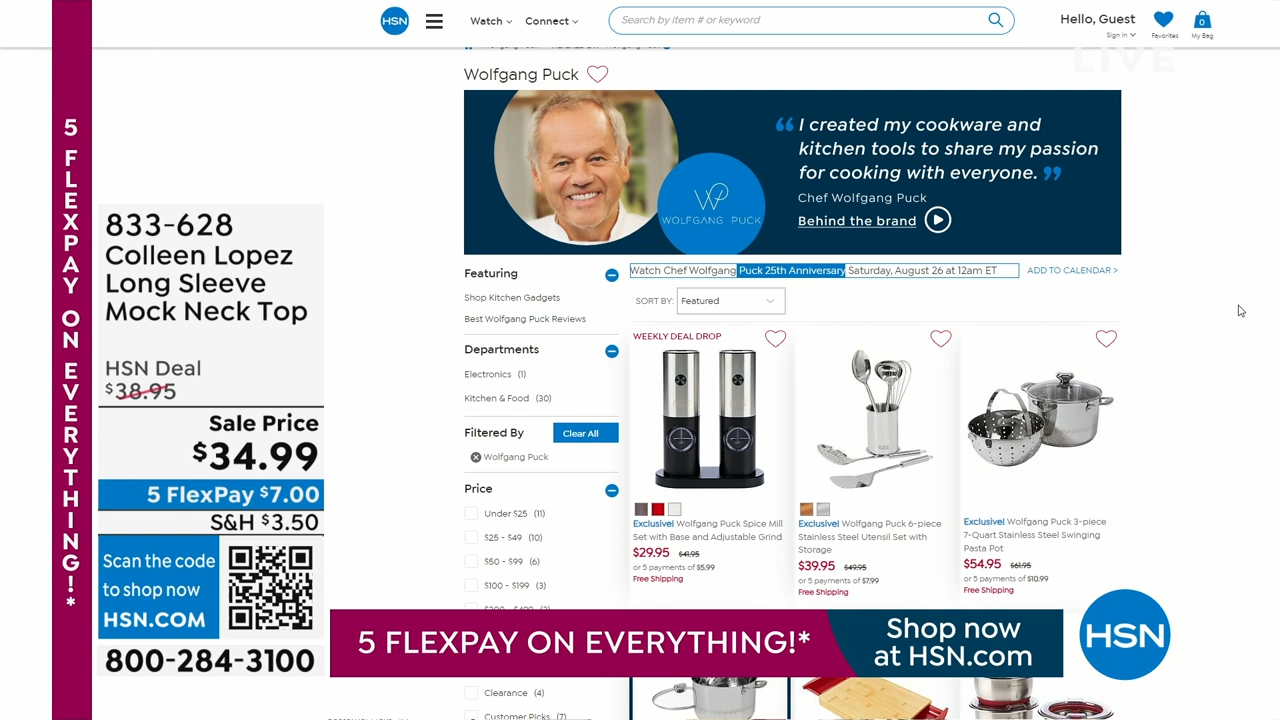 HSN
Watch
Connect
Search by item # or keyword
Hello, Guest
Sign In
Favorites
0
My Bag
LIVE
Wolfgang Puck
I created my cookware and
kitchen tools to share my passion
for cooking with everyone.
Chef Wolfgang Puck
Behind the brand
WP
WOLFGANG PUCK
5 FLEXPAY ON EVERYTHING!*
833-628
Colleen Lopez
Long Sleeve
Mock Neck Top
HSN Deal
$38.95
Sale Price
$34.99
5 FlexPay $7.00
S&H $3.50
Scan the code
to shop now
HSN.COM
800-284-3100
Featuring
Shop Kitchen Gadgets
Best Wolfgang Puck Reviews
Departments
Electronics (1)
Kitchen & Food (30)
Filtered By
Clear All
Wolfgang Puck
Price
Under $25 (11)
$25 - $49 (10)
$50 - $99 (6)
$100 - $199 (3)
Clearance (4)
Customer Picks (7)
Watch Chef Wolfgang Puck 25th Anniversary Saturday, August 26 at 12am ET
ADD TO CALENDAR >
SORT BY: Featured
WEEKLY DEAL DROP
Exclusive! Wolfgang Puck Spice Mill
Set with Base and Adjustable Grind
$29.95 $41.95
or 5 payments of $5.99
Free Shipping
Exclusive! Wolfgang Puck 6-piece
Stainless Steel Utensil Set with
Storage
$39.95 $49.95
or 5 payments of $7.99
Free Shipping
Exclusive! Wolfgang Puck 3-piece
7-Quart Stainless Steel Swinging
Pasta Pot
$54.95 $61.95
or 5 payments of $10.99
Free Shipping
5 FLEXPAY ON EVERYTHING!*
Shop now
at HSN.com
HSN